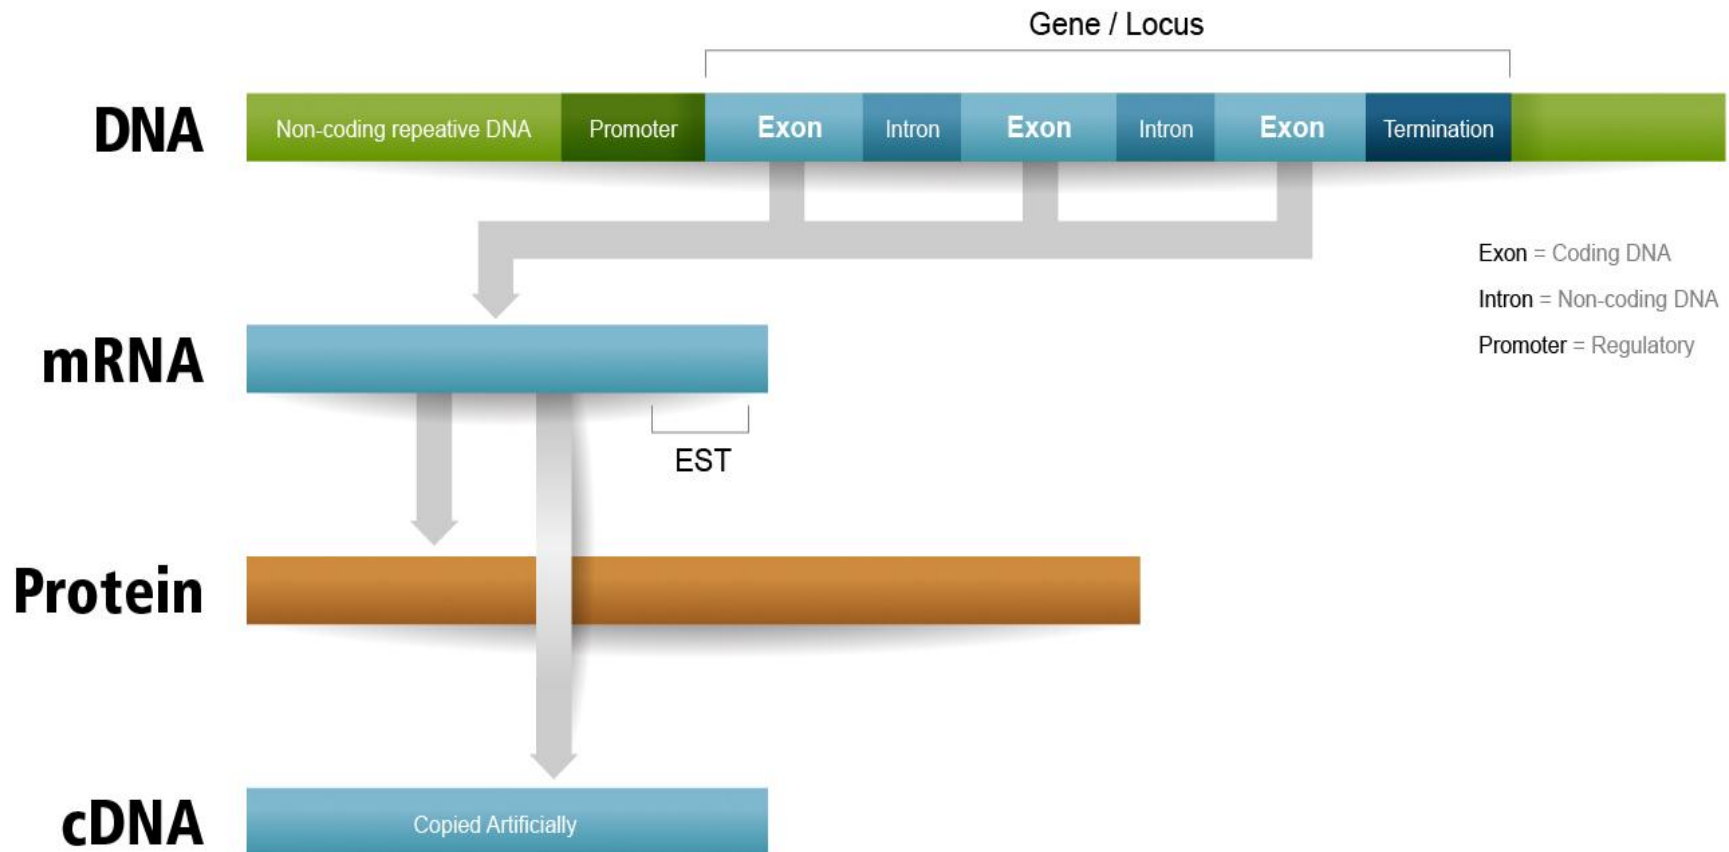 Gene / Locus
DNA
Non-coding repeative DNA
Promoter
Exon
Intron
Exon
Intron
Exon
Termination
Exon = Coding DNA
Intron = Non-coding DNA
Promoter = Regulatory
mRNA
EST
Protein
cDNA
Copied Artificially